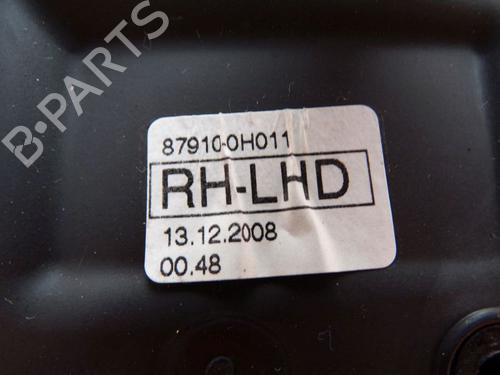 B-PARTS
87910-0H011
RH-LHD
13.12.2008
00.48